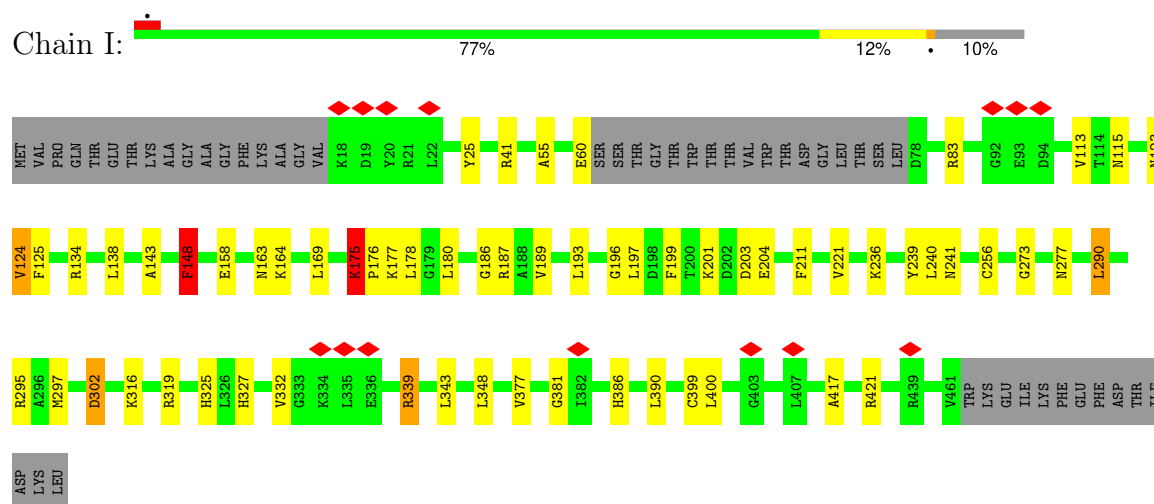 Chain I:
77% 12% • 10%
MET VAL PRO GLN THR GLU THR THR LYS ALA GLY ALA GLY PHE LYS ALA GLY VAL K18 D19 Y20 R21 L22 Y25 R41 A55 E60 SER SER THR GLY THR TRP THR THR VAL TRP THR ASP GLY LEU THR SER LEU D78 R83 G92 E93 D94 V113 T114 N115
V124 F125 R134 L138 A143 F148 E158 N163 K164 L169 K175 P176 K177 L178 G179 L180 G186 R187 A188 V189 L193 G196 L197 D198 F199 T200 K201 D202 D203 E204 F211 V221 K236 Y239 L240 N241 C256 G273 N277 L290
R295 A296 M297 D302 K316 R319 H325 L326 H327 V332 G333 K334 L335 E336 R339 L343 L348 V377 G381 I382 H386 L390 C399 L400 G403 L407 A417 R421 R439 V461 TRP LYS GLU ILE LYS PHE GLU PHE ASP THR
ASP LYS LEU